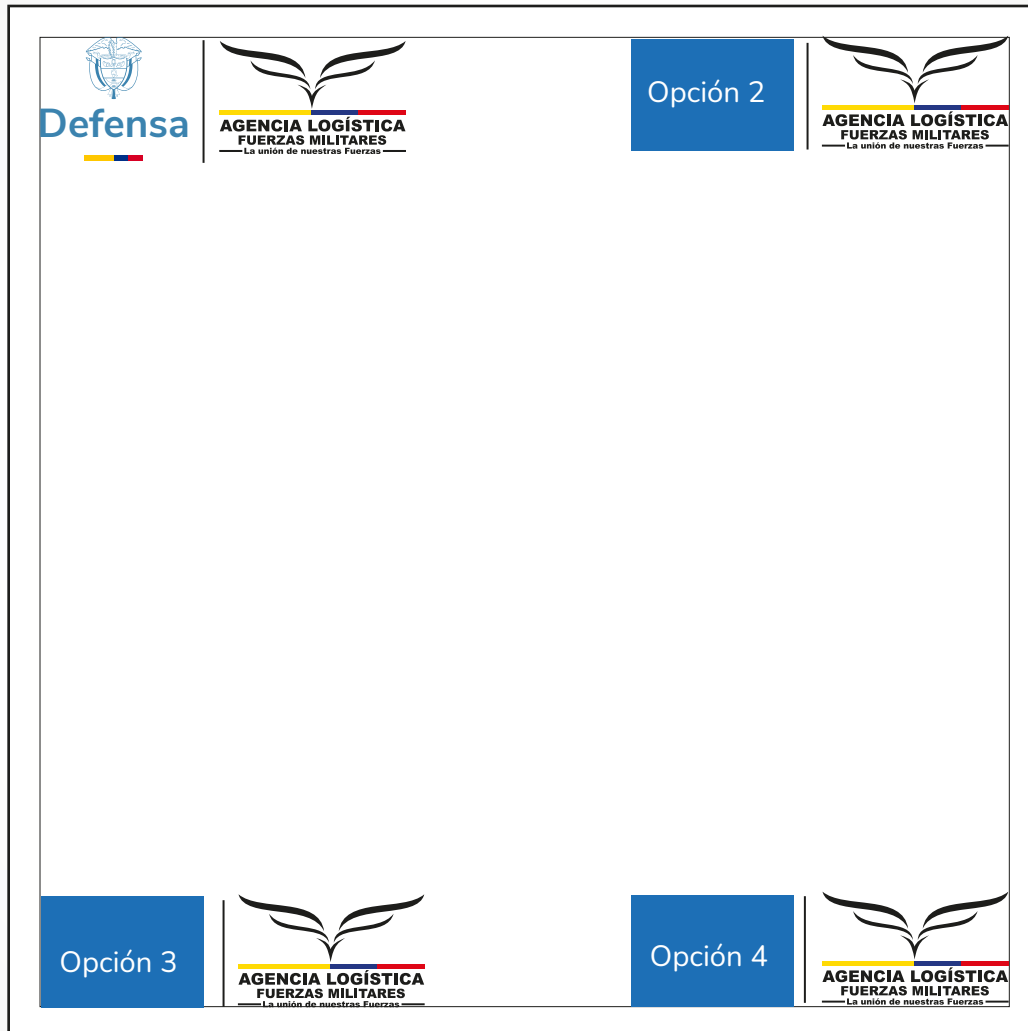 Defensa
AGENCIA LOGÍSTICA
FUERZAS MILITARES
La unión de nuestras Fuerzas
Opción 2
AGENCIA LOGÍSTICA
FUERZAS MILITARES
La unión de nuestras Fuerzas
Opción 3
AGENCIA LOGÍSTICA
FUERZAS MILITARES
La unión de nuestras Fuerzas
Opción 4
AGENCIA LOGÍSTICA
FUERZAS MILITARES
La unión de nuestras Fuerzas